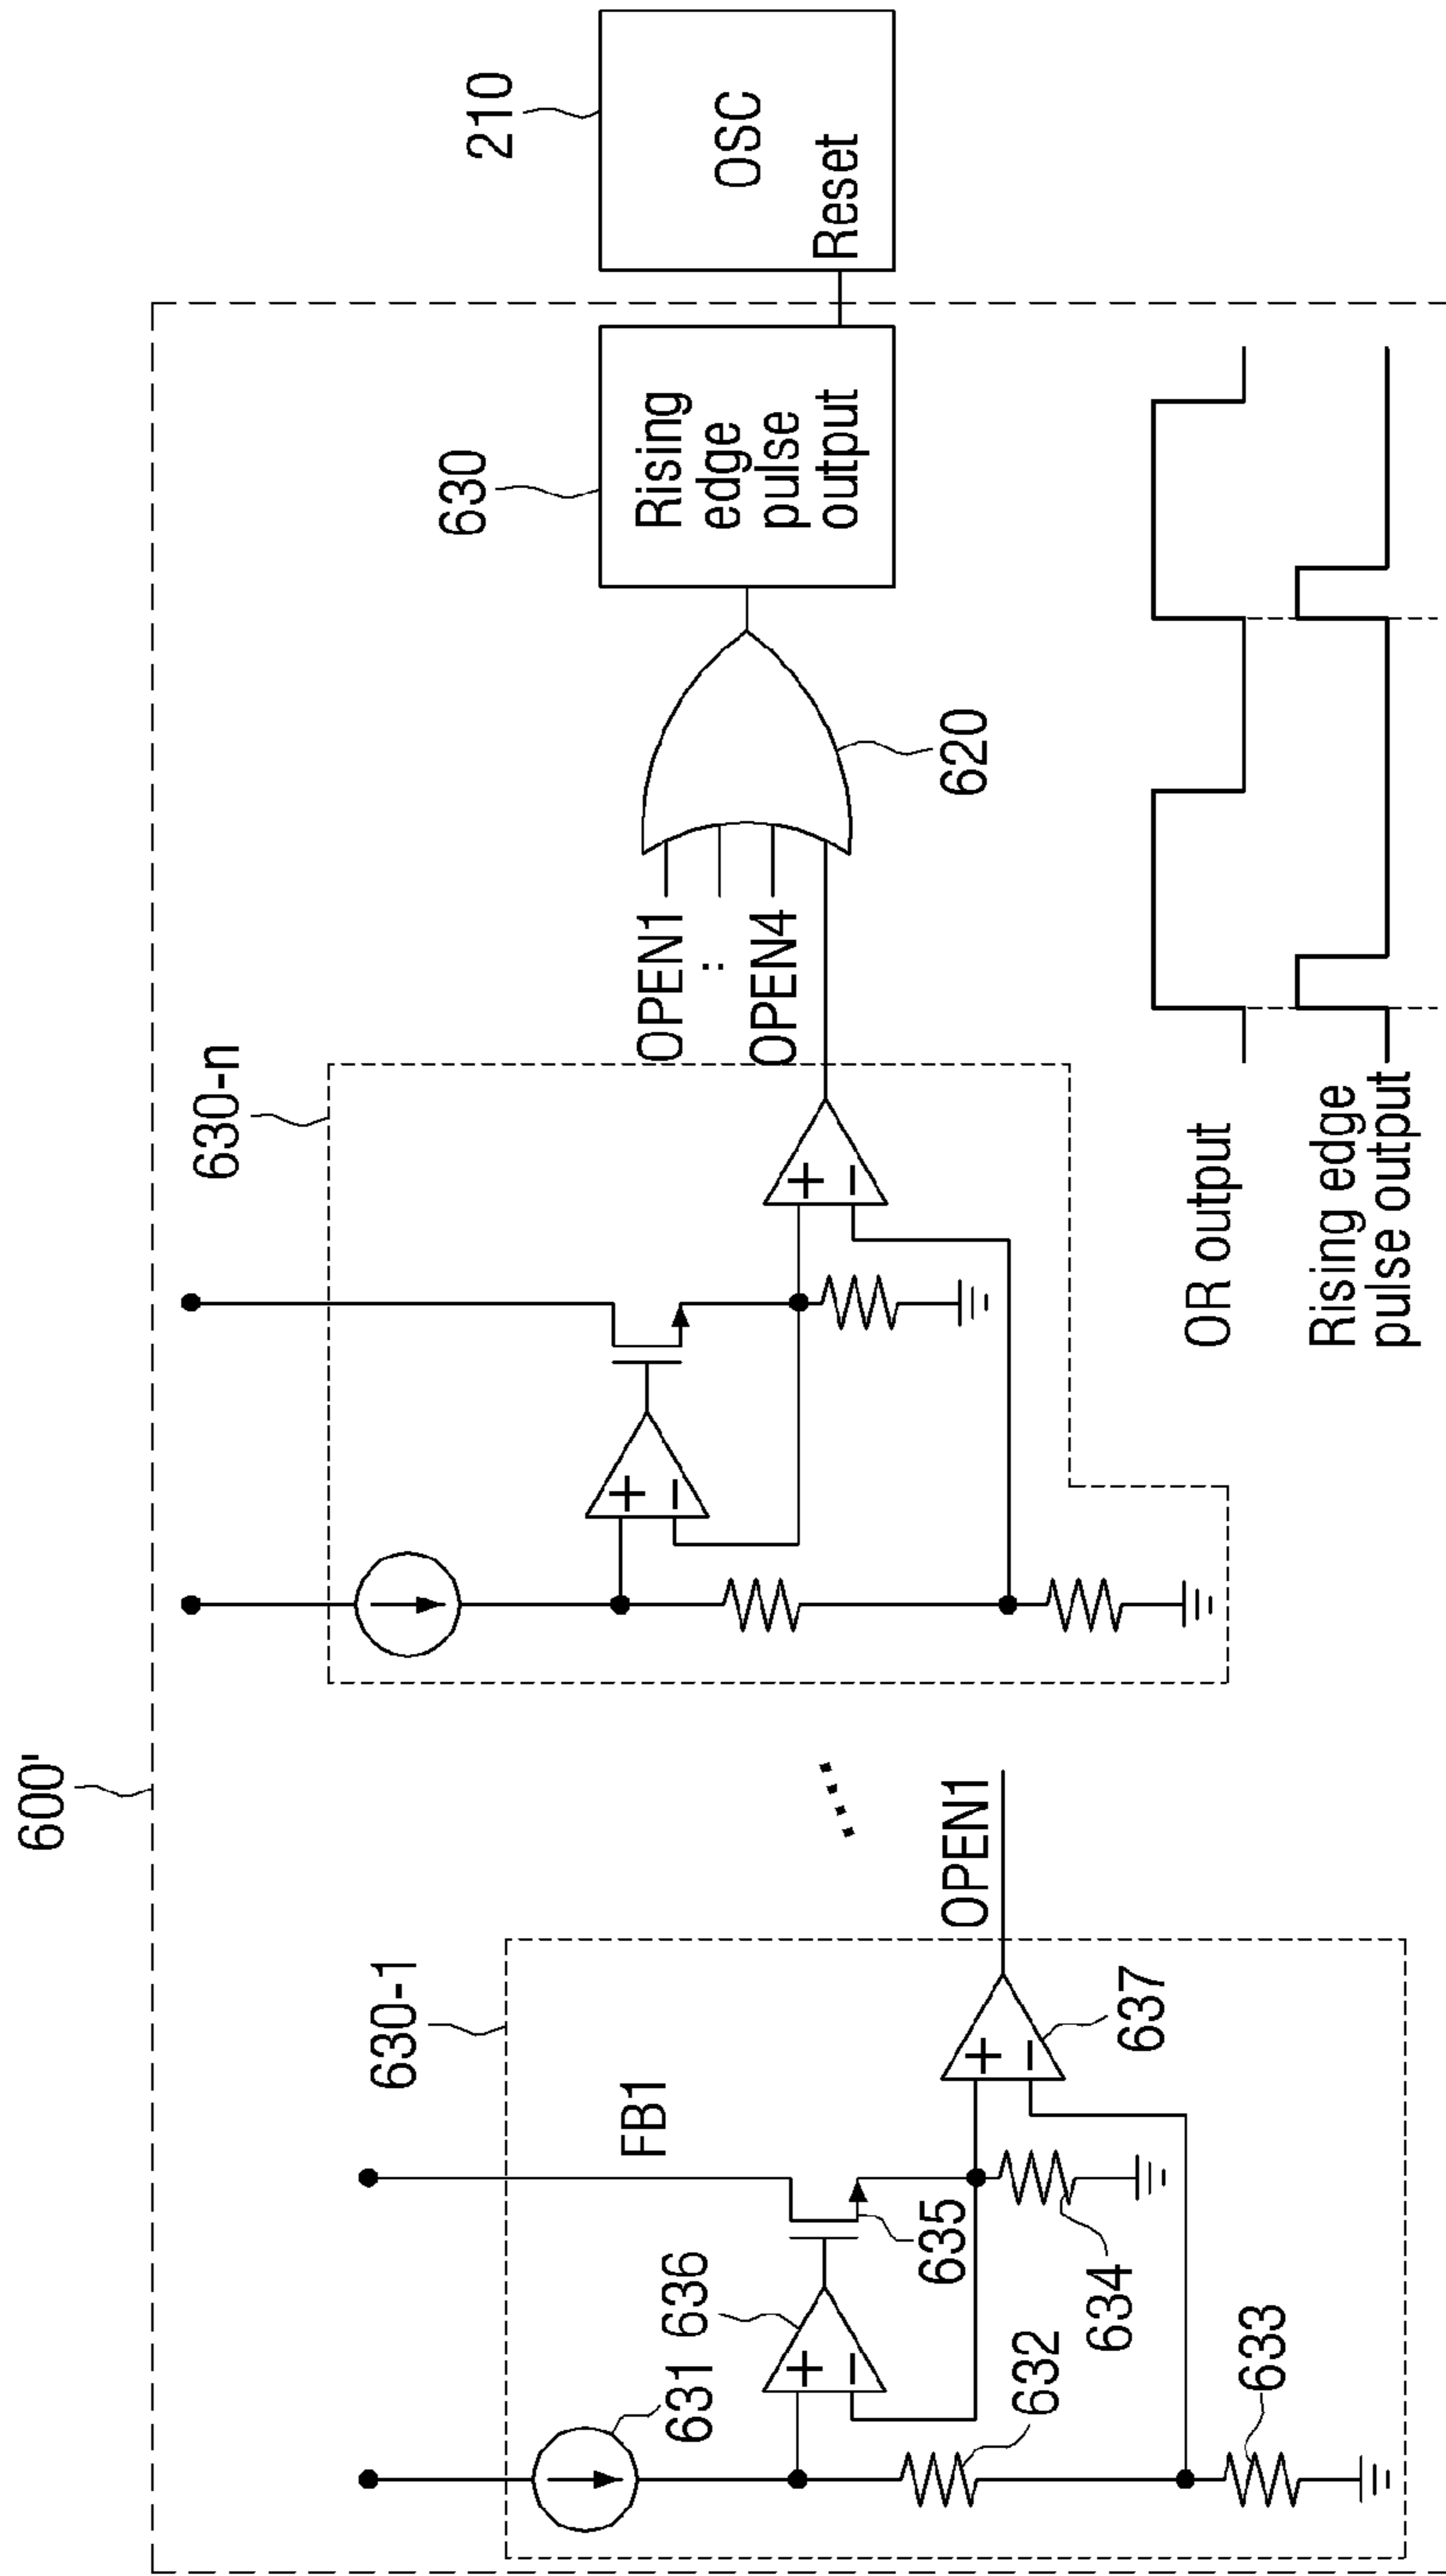 600'
630-1
FB1
631
636
635
632
634
633
+
−
+
−
637
OPEN1
630-n
+
−
+
−
OPEN1
:
OPEN4
620
630
Rising
edge
pulse
output
210
OSC
Reset
OR output
Rising edge
pulse output